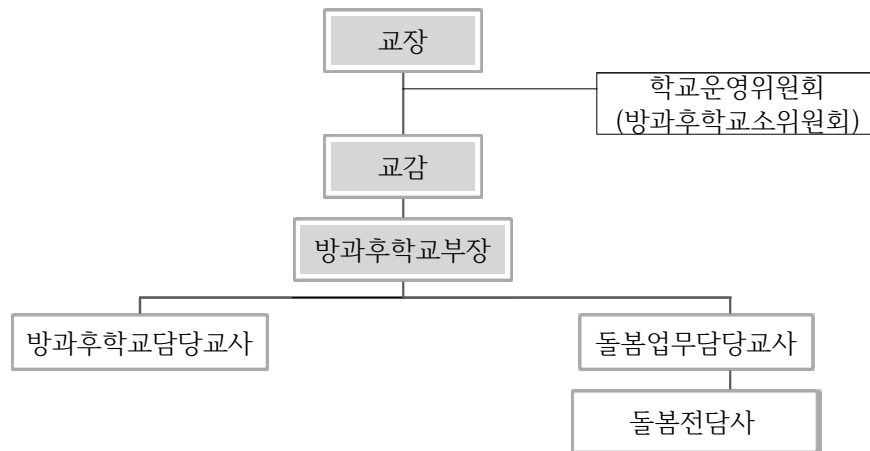 교장
학교운영위원회
(방과후학교소위원회)
교감
방과후학교부장
방과후학교담당교사
돌봄업무담당교사
돌봄전담사